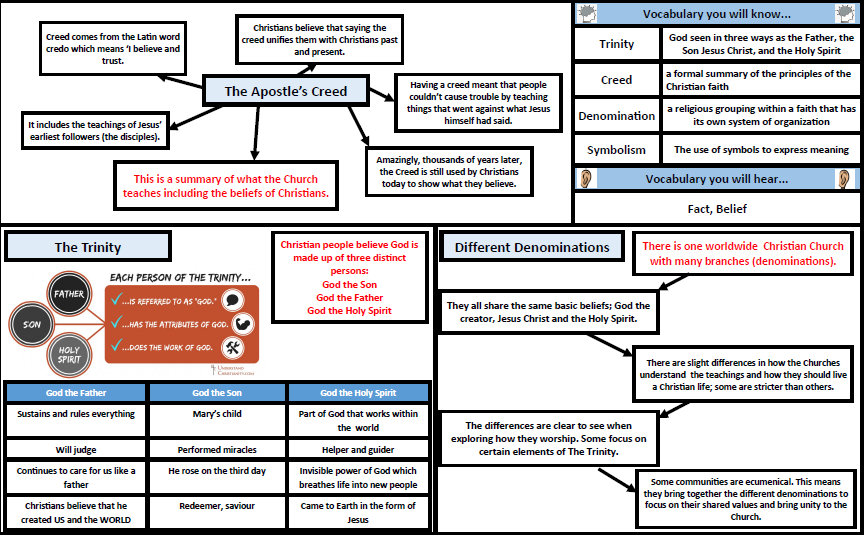 Creed comes from the Latin word
credo which means ‘I believe and
trust.
Christians believe that saying the
creed unifies them with Christians past
and present.
The Apostle’s Creed
Having a creed meant that people
couldn’t cause trouble by teaching
things that went against what Jesus
himself had said.
It includes the teachings of Jesus’
earliest followers (the disciples).
This is a summary of what the Church
teaches including the beliefs of Christians.
Amazingly, thousands of years later,
the Creed is still used by Christians
today to show what they believe.
Vocabulary you will know...
Trinity
God seen in three ways as the Father, the
Son Jesus Christ, and the Holy Spirit
Creed
a formal summary of the principles of the
Christian faith
Denomination
a religious grouping within a faith that has
its own system of organization
Symbolism
The use of symbols to express meaning
Vocabulary you will hear...
Fact, Belief
The Trinity
EACH PERSON OF THE TRINITY...
FATHER
SON
HOLY
SPIRIT
...IS REFERRED TO AS "GOD."
...HAS THE ATTRIBUTES OF GOD.
...DOES THE WORK OF GOD.
UNDERSTAND
CHRISTIANITY.COM
Christian people believe God is
made up of three distinct
persons:
God the Son
God the Father
God the Holy Spirit
God the Father
God the Son
God the Holy Spirit
Sustains and rules everything
Mary’s child
Part of God that works within
the world
Will judge
Performed miracles
Helper and guider
Continues to care for us like a
father
He rose on the third day
Invisible power of God which
breathes life into new people
Christians believe that he
created US and the WORLD
Redeemer, saviour
Came to Earth in the form of
Jesus
Different Denominations
There is one worldwide Christian Church
with many branches (denominations).
They all share the same basic beliefs; God the
creator, Jesus Christ and the Holy Spirit.
There are slight differences in how the Churches
understand the teachings and how they should live
a Christian life; some are stricter than others.
The differences are clear to see when
exploring how they worship. Some focus on
certain elements of The Trinity.
Some communities are ecumenical. This means
they bring together the different denominations to
focus on their shared values and bring unity to the
Church.